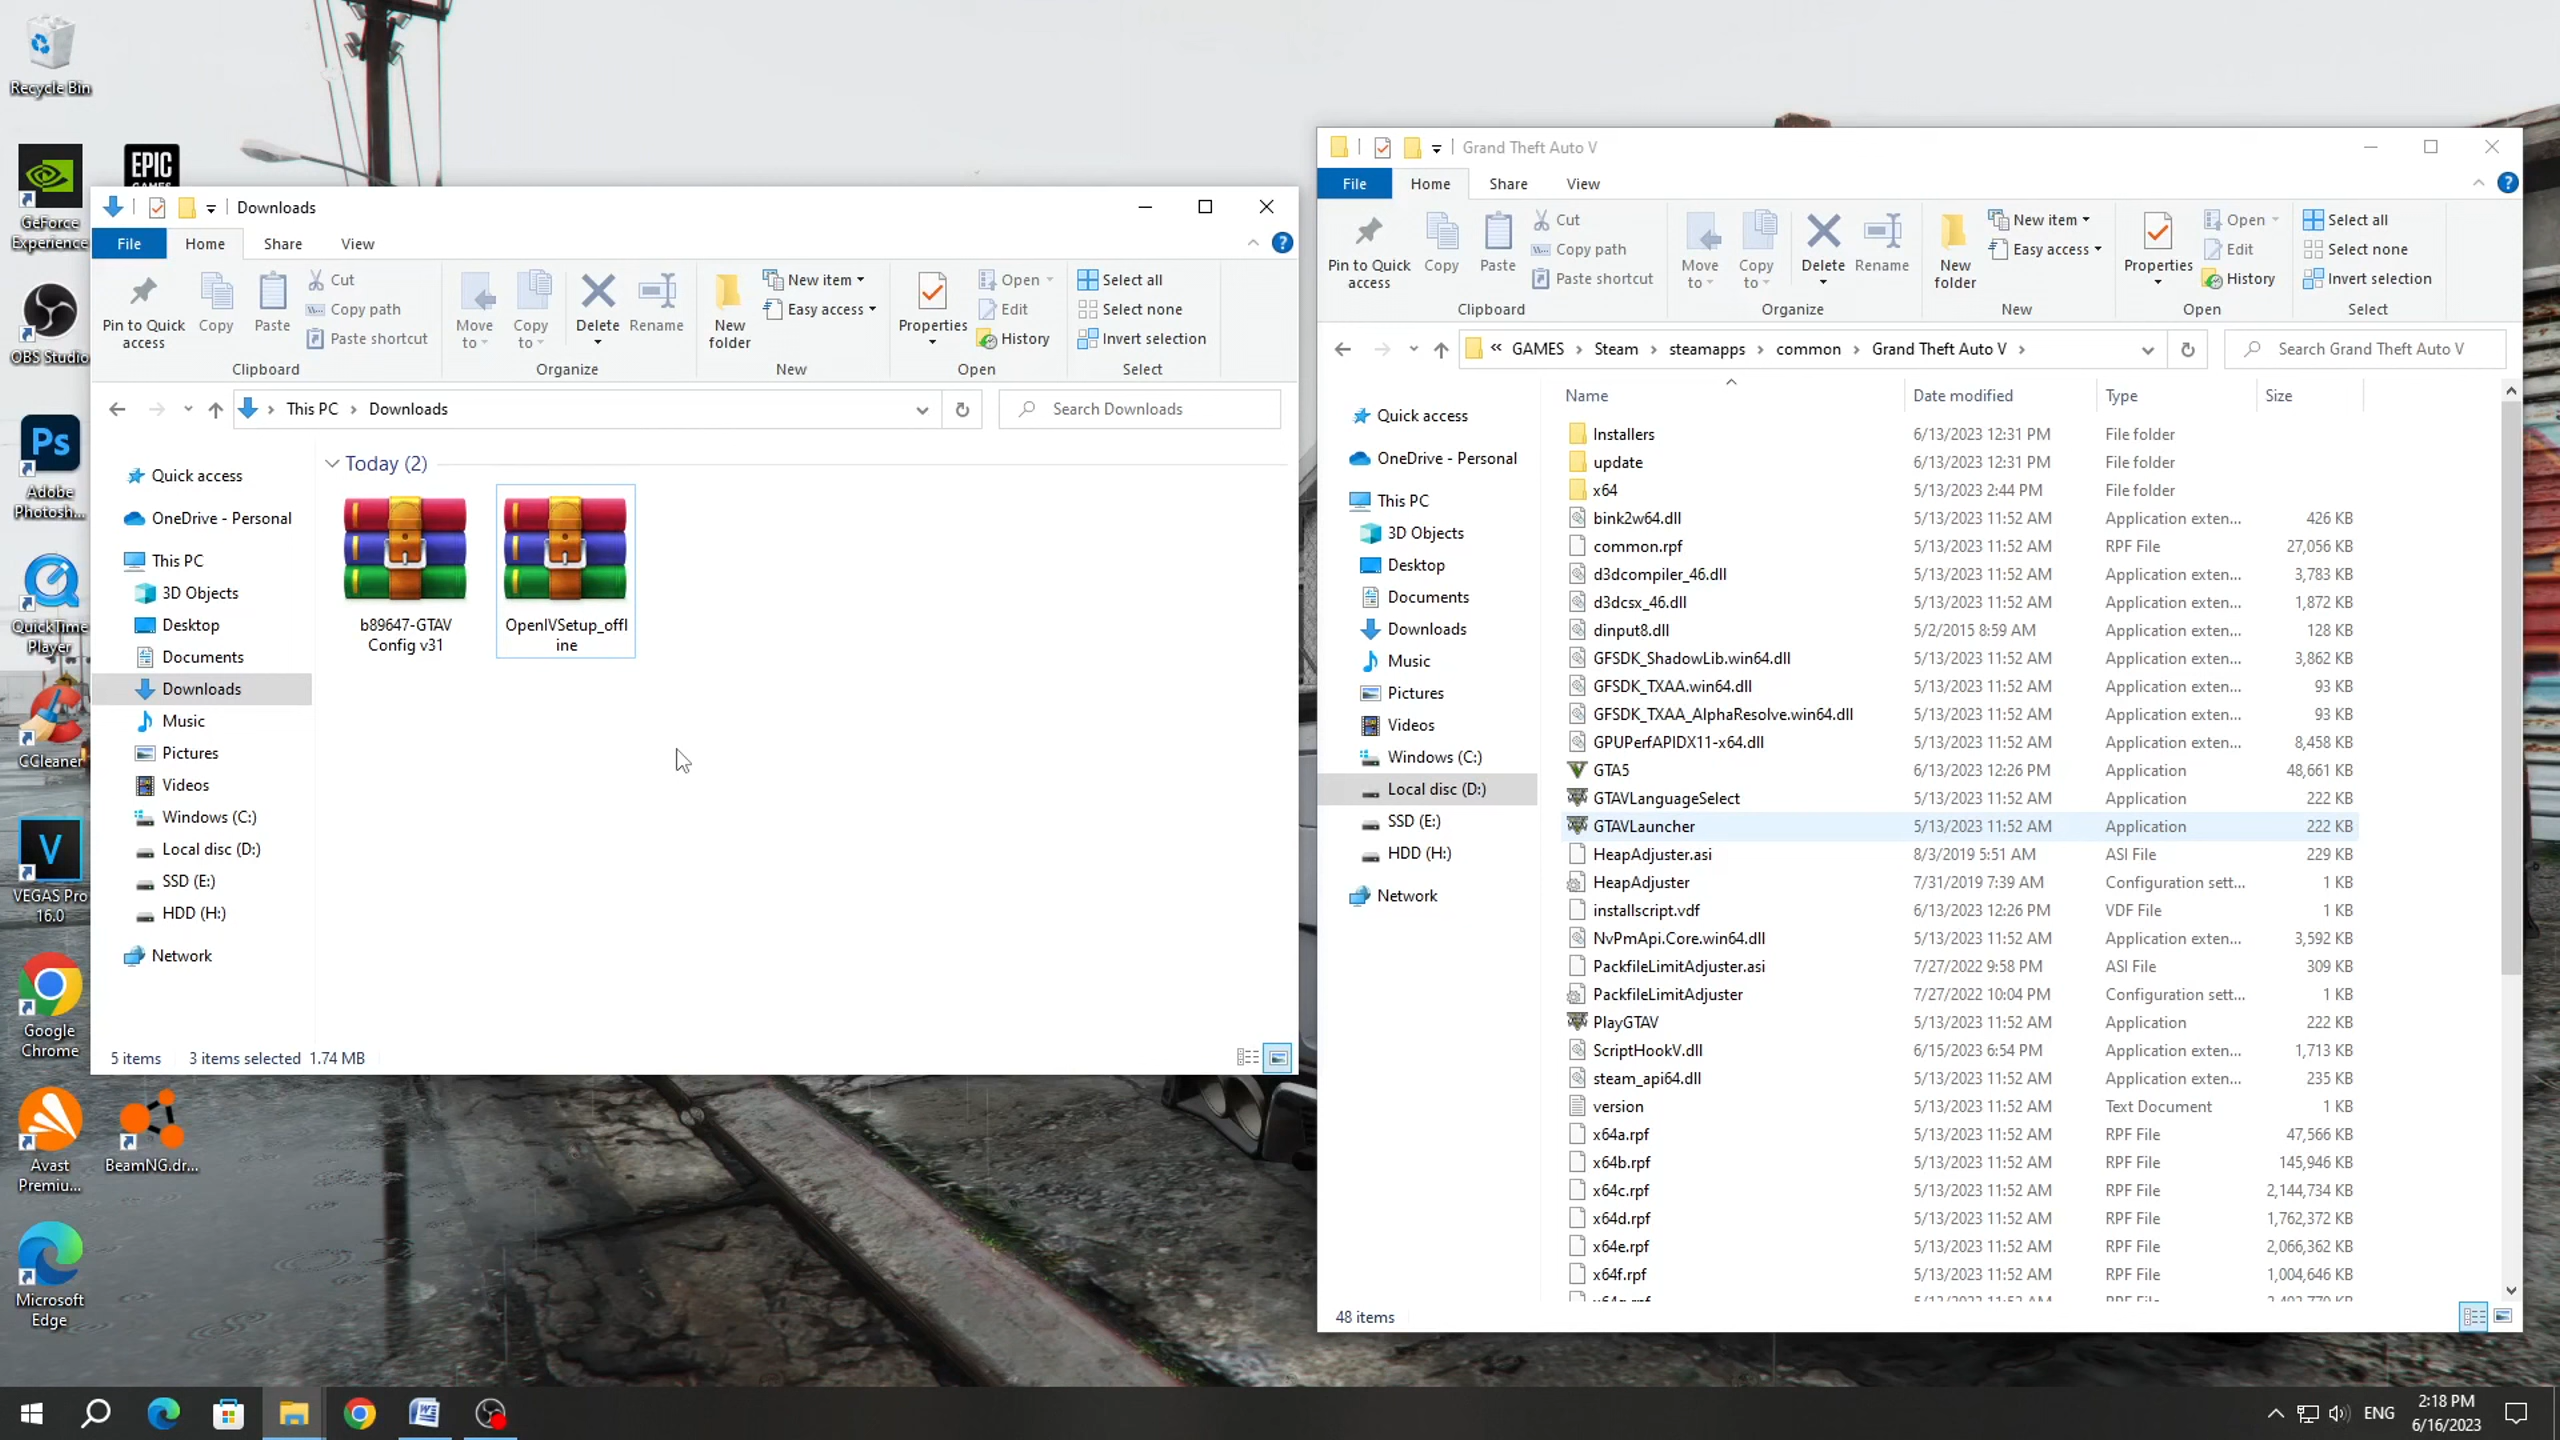 Recycle Bin
GeForce
Experience
EPIC
GAMES
OBS Studio
Ps
Adobe
Photosh...
QuickTime
Player
CCleaner
V
VEGAS Pro
16.0
Google
Chrome
Avast
Premiu...
BeamNG.dr...
Microsoft
Edge
Downloads
File
Home
Share
View
Pin to Quick
access
Copy
Paste
Cut
Copy path
Paste shortcut
Clipboard
Move
to
Copy
to
Delete
Rename
Organize
New
folder
New item
Easy access
New
Properties
Open
Edit
History
Open
Select all
Select none
Invert selection
Select
This PC
Downloads
Search Downloads
Quick access
OneDrive - Personal
This PC
3D Objects
Desktop
Documents
Downloads
Music
Pictures
Videos
Windows (C:)
Local disc (D:)
SSD (E:)
HDD (H:)
Network
Today (2)
b89647-GTAV
Config v31
OpenIVSetup_offl
ine
5 items
3 items selected 1.74 MB
Grand Theft Auto V
File
Home
Share
View
Pin to Quick
access
Copy
Paste
Cut
Copy path
Paste shortcut
Clipboard
Move
to
Copy
to
Delete
Rename
Organize
New
folder
New item
Easy access
New
Properties
Open
Edit
History
Open
Select all
Select none
Invert selection
Select
« GAMES
Steam
steamapps
common
Grand Theft Auto V
Search Grand Theft Auto V
Quick access
OneDrive - Personal
This PC
3D Objects
Desktop
Documents
Downloads
Music
Pictures
Videos
Windows (C:)
Local disc (D:)
SSD (E:)
HDD (H:)
Network
Name Date modified Type Size
Installers 6/13/2023 12:31 PM File folder
update 6/13/2023 12:31 PM File folder
x64 5/13/2023 2:44 PM File folder
bink2w64.dll 5/13/2023 11:52 AM Application exten... 426 KB
common.rpf 5/13/2023 11:52 AM RPF File 27,056 KB
d3dcompiler_46.dll 5/13/2023 11:52 AM Application exten... 3,783 KB
d3dcsx_46.dll 5/13/2023 11:52 AM Application exten... 1,872 KB
dinput8.dll 5/2/2015 8:59 AM Application exten... 128 KB
GFSDK_ShadowLib.win64.dll 5/13/2023 11:52 AM Application exten... 3,862 KB
GFSDK_TXAA.win64.dll 5/13/2023 11:52 AM Application exten... 93 KB
GFSDK_TXAA_AlphaResolve.win64.dll 5/13/2023 11:52 AM Application exten... 93 KB
GPUPerfAPIDX11-x64.dll 5/13/2023 11:52 AM Application exten... 8,458 KB
GTA5 6/13/2023 12:26 PM Application 48,661 KB
GTAVLanguageSelect 5/13/2023 11:52 AM Application 222 KB
GTAVLauncher 5/13/2023 11:52 AM Application 222 KB
HeapAdjuster.asi 8/3/2019 5:51 AM ASI File 229 KB
HeapAdjuster 7/31/2019 7:39 AM Configuration sett... 1 KB
installscript.vdf 6/13/2023 12:26 PM VDF File 1 KB
NvPmApi.Core.win64.dll 5/13/2023 11:52 AM Application exten... 3,592 KB
PackfileLimitAdjuster.asi 7/27/2022 9:58 PM ASI File 309 KB
PackfileLimitAdjuster 7/27/2022 10:04 PM Configuration sett... 1 KB
PlayGTAV 5/13/2023 11:52 AM Application 222 KB
ScriptHookV.dll 6/15/2023 6:54 PM Application exten... 1,713 KB
steam_api64.dll 5/13/2023 11:52 AM Application exten... 235 KB
version 5/13/2023 11:52 AM Text Document 1 KB
x64a.rpf 5/13/2023 11:52 AM RPF File 47,566 KB
x64b.rpf 5/13/2023 11:52 AM RPF File 145,946 KB
x64c.rpf 5/13/2023 11:52 AM RPF File 2,144,734 KB
x64d.rpf 5/13/2023 11:52 AM RPF File 1,762,372 KB
x64e.rpf 5/13/2023 11:52 AM RPF File 2,066,362 KB
x64f.rpf 5/13/2023 11:52 AM RPF File 1,004,646 KB
48 items
ENG
2:18 PM
6/16/2023